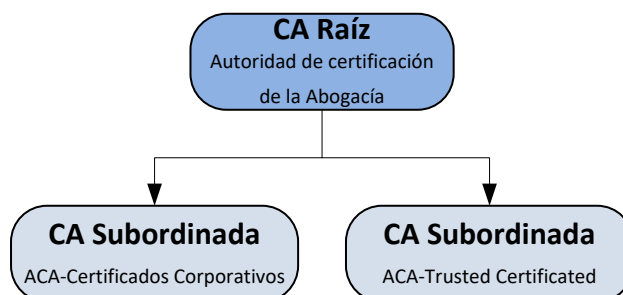 CA Raíz
Autoridad de certificación
de la Abogacía
CA Subordinada
ACA-Certificados Corporativos
CA Subordinada
ACA-Trusted Certificated